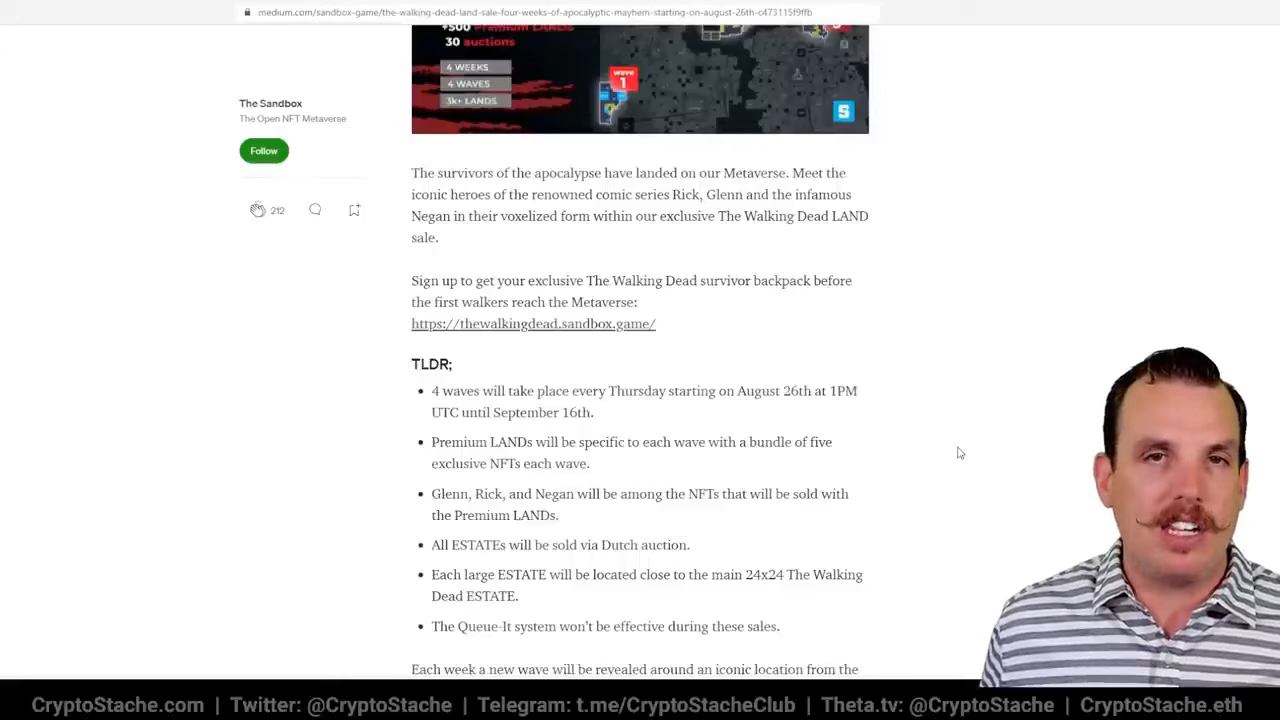 medium.com/sandbox-game/the-walking-dead-land-sale-four-weeks-of-apocalyptic-mayhem-starting-on-august-26th-c473115f9ffb
+500 Premium LANDS
30 auctions
4 WEEKS
4 WAVES
3k+ LANDS
wave
1
S
The Sandbox
The Open NFT Metaverse
Follow
212
The survivors of the apocalypse have landed on our Metaverse. Meet the
iconic heroes of the renowned comic series Rick, Glenn and the infamous
Negan in their voxelized form within our exclusive The Walking Dead LAND
sale.
Sign up to get your exclusive The Walking Dead survivor backpack before
the first walkers reach the Metaverse:
https://thewalkingdead.sandbox.game/
TLDR;
• 4 waves will take place every Thursday starting on August 26th at 1PM
UTC until September 16th.
• Premium LANDs will be specific to each wave with a bundle of five
exclusive NFTs each wave.
• Glenn, Rick, and Negan will be among the NFTs that will be sold with
the Premium LANDs.
• All ESTATEs will be sold via Dutch auction.
• Each large ESTATE will be located close to the main 24x24 The Walking
Dead ESTATE.
• The Queue-It system won't be effective during these sales.
Each week a new wave will be revealed around an iconic location from the
CryptoStache.com | Twitter: @CryptoStache | Telegram: t.me/CryptoStacheClub | Theta.tv: @CryptoStache | CryptoStache.eth